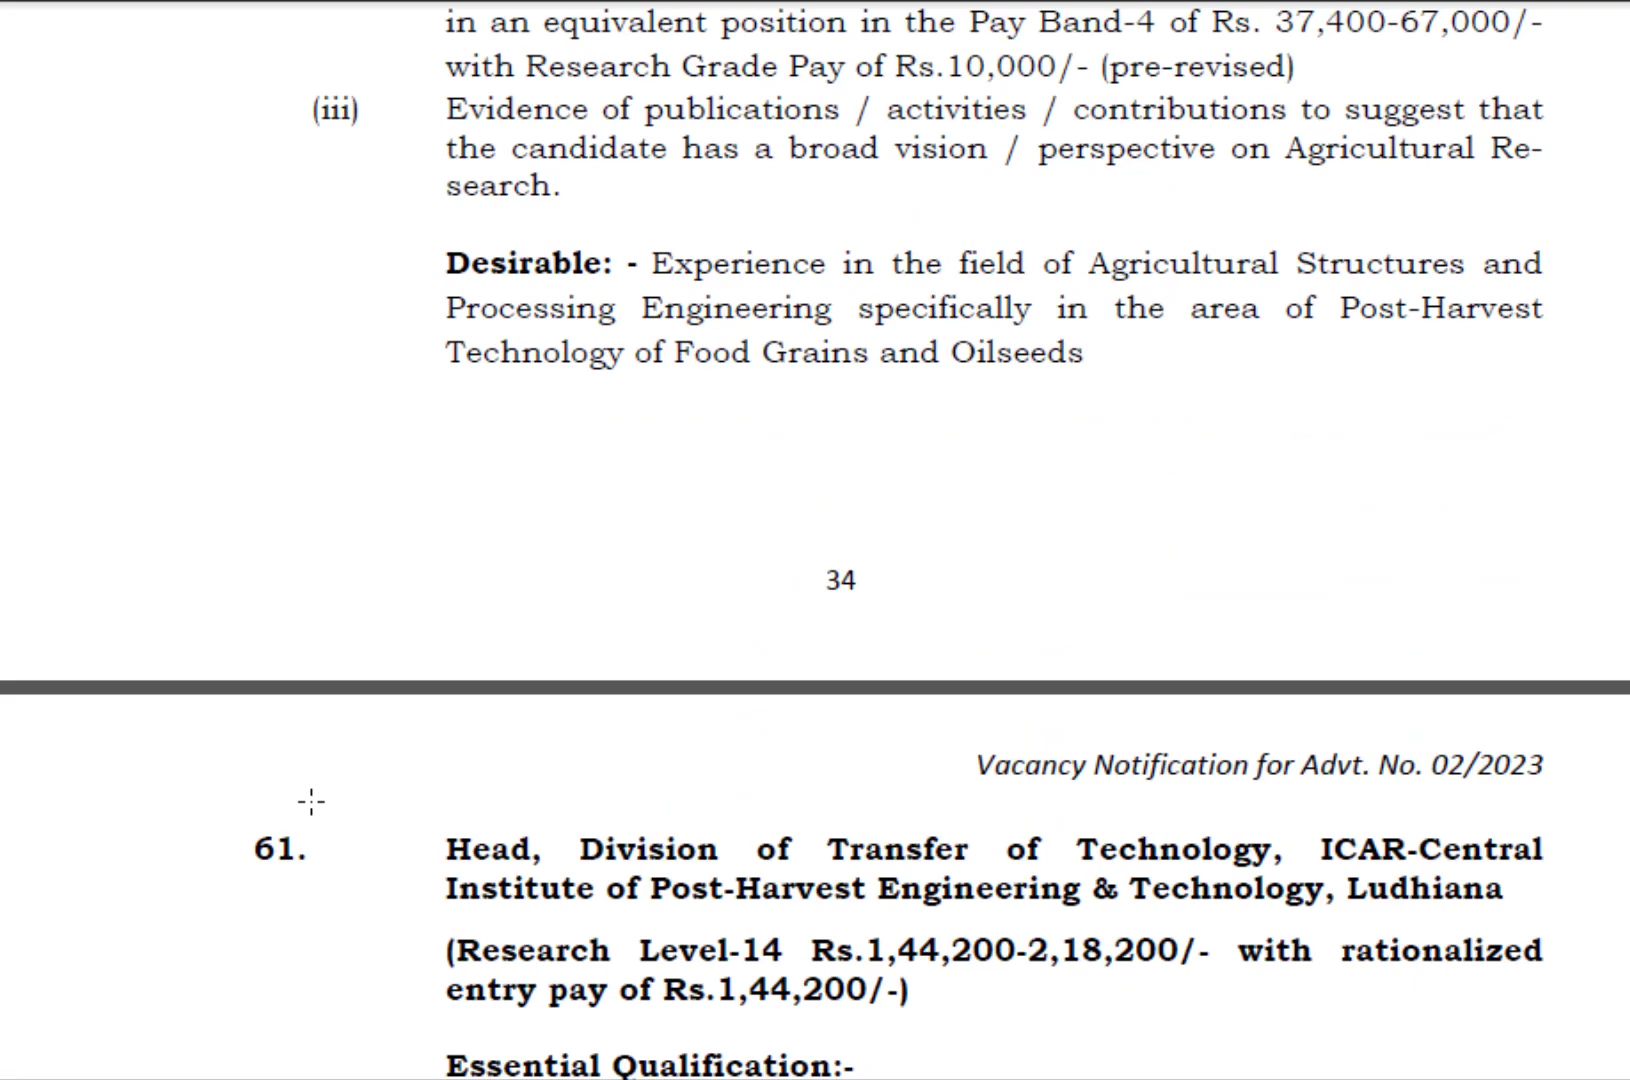 in an equivalent position in the Pay Band-4 of Rs. 37,400-67,000/-
with Research Grade Pay of Rs.10,000/- (pre-revised)
(iii) Evidence of publications / activities / contributions to suggest that
the candidate has a broad vision / perspective on Agricultural Re-
search.
Desirable: - Experience in the field of Agricultural Structures and
Processing Engineering specifically in the area of Post-Harvest
Technology of Food Grains and Oilseeds
34
Vacancy Notification for Advt. No. 02/2023
61. Head, Division of Transfer of Technology, ICAR-Central
Institute of Post-Harvest Engineering & Technology, Ludhiana
(Research Level-14 Rs.1,44,200-2,18,200/- with rationalized
entry pay of Rs.1,44,200/-)
Essential Qualification:-